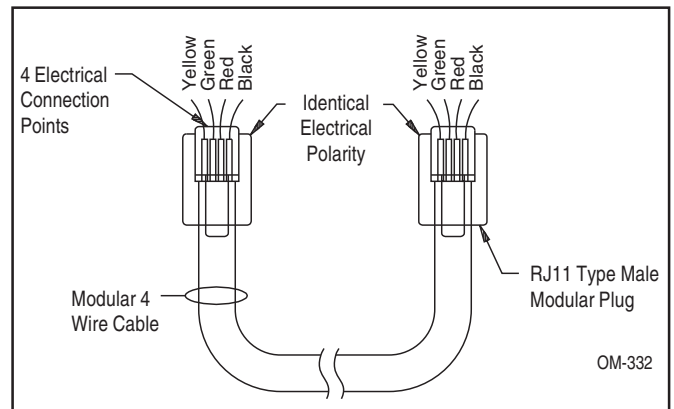 4 Electrical
Connection
Points
Yellow
Green
Red
Black
Identical
Electrical
Polarity
Yellow
Green
Red
Black
Modular 4
Wire Cable
RJ11 Type Male
Modular Plug
OM-332